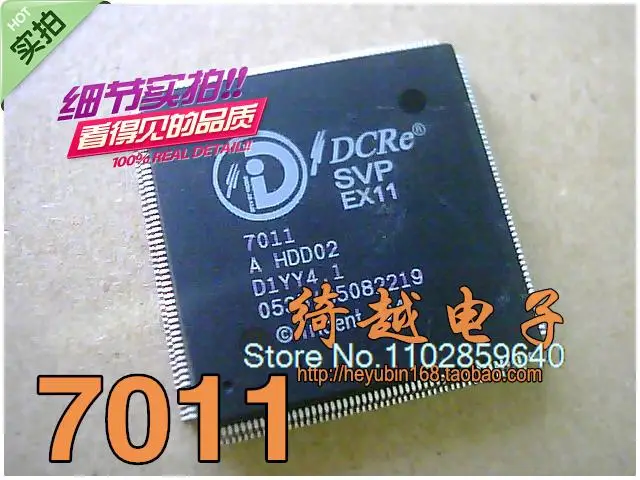 HOT
实拍
细节实拍!!
看得见的品质
100% REAL DETAIL!!
DCRe®
SVP
EX11
7011
A HDD02
D1YY4.1
5082219
©
绮越电子
Store No.1102859640
http://heyubin168.taobao.com
7011